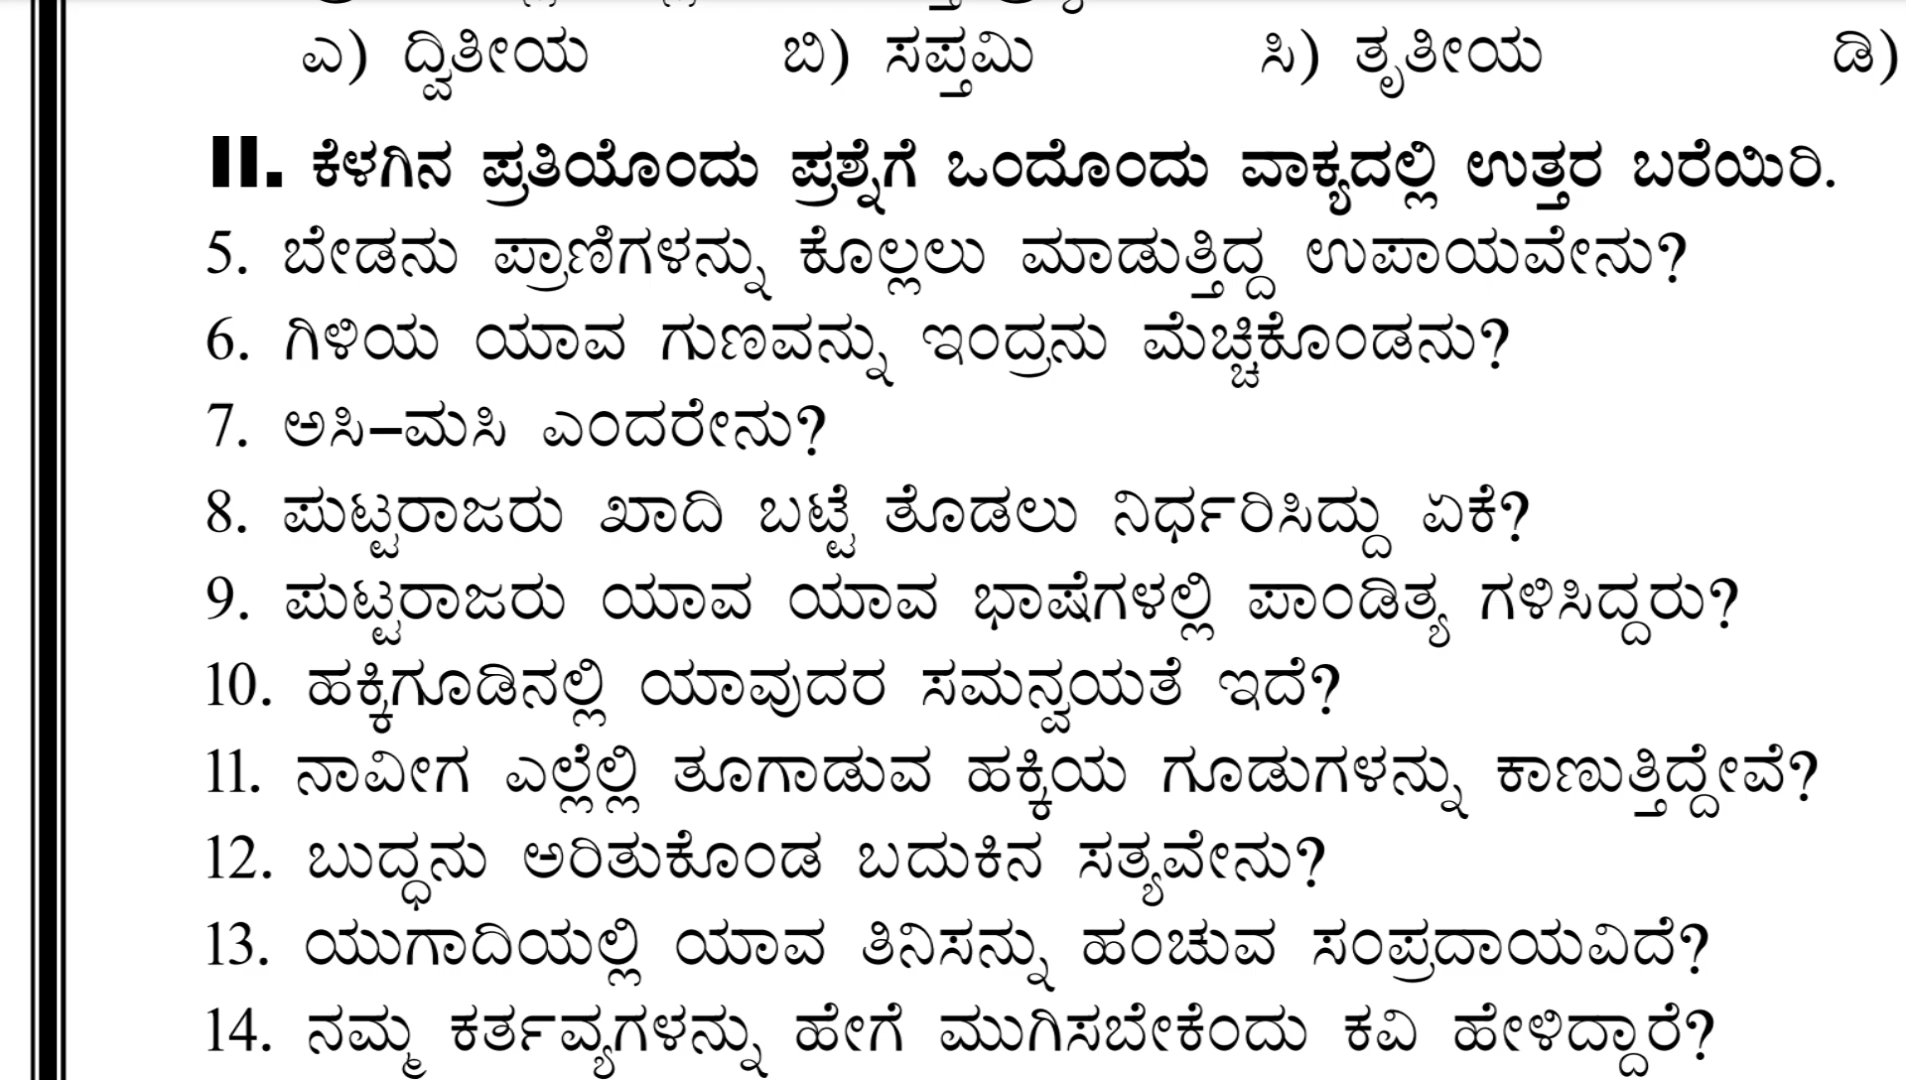 ಎ) ದ್ವಿತೀಯ ಬಿ) ಸಪ್ತಮಿ ಸಿ) ತೃತೀಯ ಡಿ)
II. ಕೆಳಗಿನ ಪ್ರತಿಯೊಂದು ಪ್ರಶ್ನೆಗೆ ಒಂದೊಂದು ವಾಕ್ಯದಲ್ಲಿ ಉತ್ತರ ಬರೆಯಿರಿ.
5. ಬೇಡನು ಪ್ರಾಣಿಗಳನ್ನು ಕೊಲ್ಲಲು ಮಾಡುತ್ತಿದ್ದ ಉಪಾಯವೇನು?
6. ಗಿಳಿಯ ಯಾವ ಗುಣವನ್ನು ಇಂದ್ರನು ಮೆಚ್ಚಿಕೊಂಡನು?
7. ಅಸಿ–ಮಸಿ ಎಂದರೇನು?
8. ಪುಟ್ಟರಾಜರು ಖಾದಿ ಬಟ್ಟೆ ತೊಡಲು ನಿರ್ಧರಿಸಿದ್ದು ಏಕೆ?
9. ಪುಟ್ಟರಾಜರು ಯಾವ ಯಾವ ಭಾಷೆಗಳಲ್ಲಿ ಪಾಂಡಿತ್ಯ ಗಳಿಸಿದ್ದರು?
10. ಹಕ್ಕಿಗೂಡಿನಲ್ಲಿ ಯಾವುದರ ಸಮನ್ವಯತೆ ಇದೆ?
11. ನಾವೀಗ ಎಲ್ಲೆಲ್ಲಿ ತೂಗಾಡುವ ಹಕ್ಕಿಯ ಗೂಡುಗಳನ್ನು ಕಾಣುತ್ತಿದ್ದೇವೆ?
12. ಬುದ್ಧನು ಅರಿತುಕೊಂಡ ಬದುಕಿನ ಸತ್ಯವೇನು?
13. ಯುಗಾದಿಯಲ್ಲಿ ಯಾವ ತಿನಿಸನ್ನು ಹಂಚುವ ಸಂಪ್ರದಾಯವಿದೆ?
14. ನಮ್ಮ ಕರ್ತವ್ಯಗಳನ್ನು ಹೇಗೆ ಮುಗಿಸಬೇಕೆಂದು ಕವಿ ಹೇಳಿದ್ದಾರೆ?